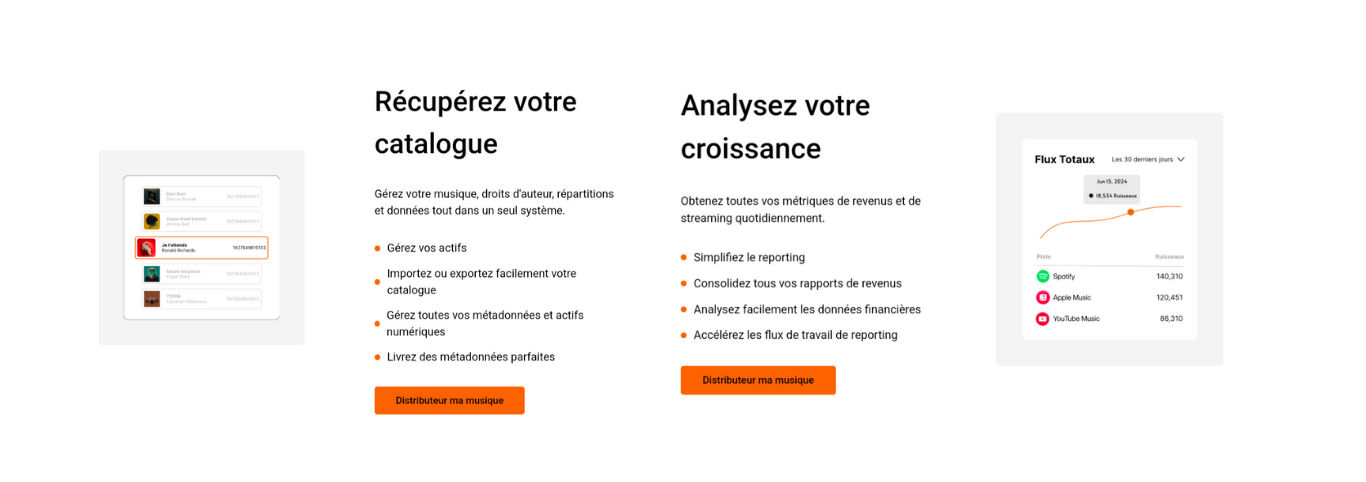 Récupérez votre
catalogue
Gérez votre musique, droits d'auteur, répartitions
et données tout dans un seul système.
Gérez vos actifs
Importez ou exportez facilement votre
catalogue
Gérez toutes vos métadonnées et actifs
numériques
Livrez des métadonnées parfaites
Distributeur ma musique
Je t'attends
Ronald Richards
1827849610103
Analysez votre
croissance
Obtenez toutes vos métriques de revenus et de
streaming quotidiennement.
Simplifiez le reporting
Consolidez tous vos rapports de revenus
Analysez facilement les données financières
Accélérez les flux de travail de reporting
Distributeur ma musique
Flux Totaux
Les 30 derniers jours
Jun 15, 2024
18,534 Ruisseaux
Piste
Ruisseaux
Spotify
140,310
Apple Music
120,451
YouTube Music
86,310